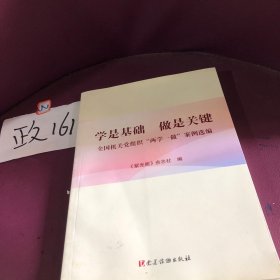 政161
学是基础 做是关键
全国机关党组织“两学一做”案例选编
《紫光阁》杂志社 编
党建读物出版社